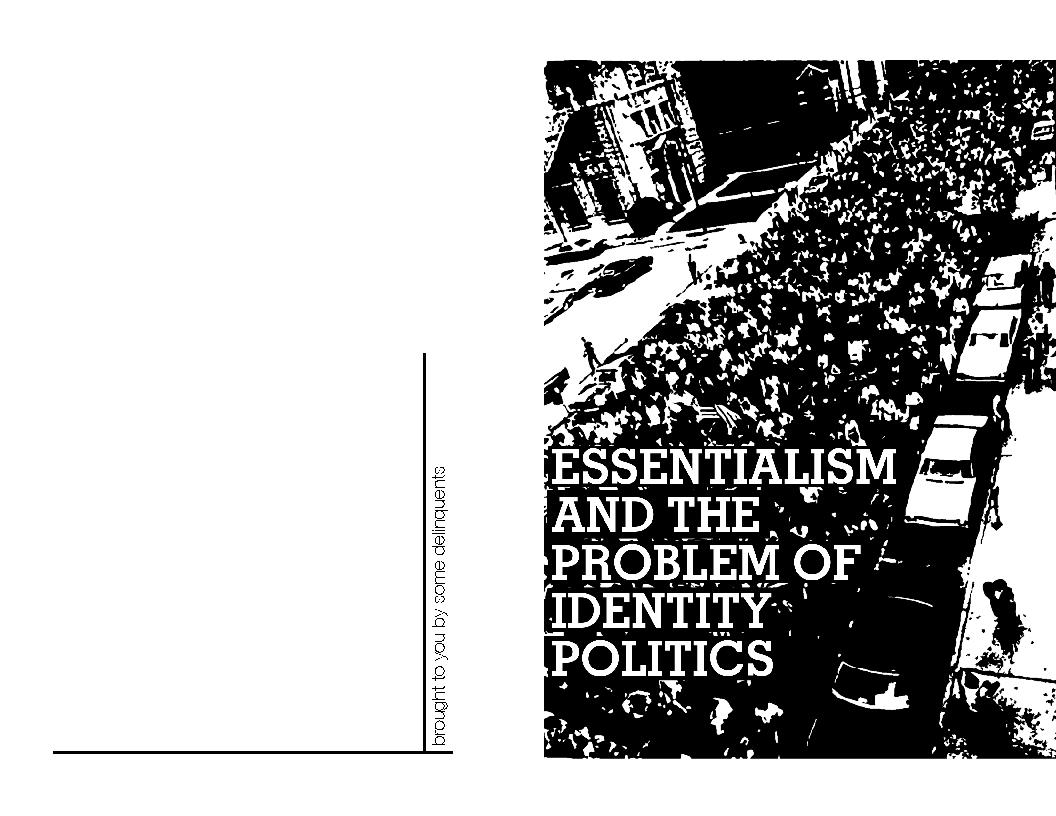 brought to you by some delinquents
ESSENTIALISM
AND THE
PROBLEM OF
IDENTITY
POLITICS